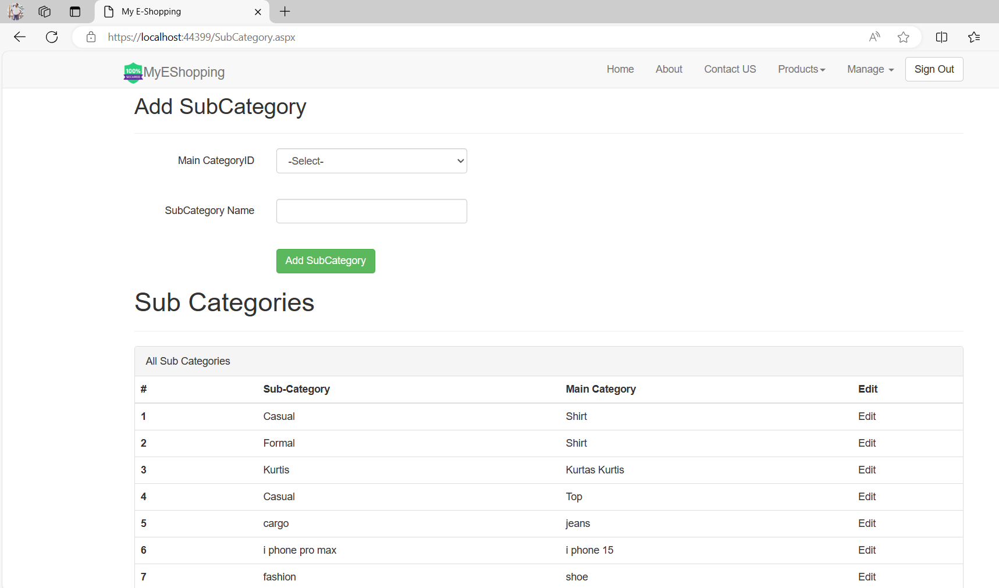 My E-Shopping
https://localhost:44399/SubCategory.aspx
100% SECURED
MyEShopping Home About Contact US Products Manage Sign Out
Add SubCategory
Main CategoryID -Select-
SubCategory Name
Add SubCategory
Sub Categories
All Sub Categories
# Sub-Category Main Category Edit
1 Casual Shirt Edit
2 Formal Shirt Edit
3 Kurtis Kurtas Kurtis Edit
4 Casual Top Edit
5 cargo jeans Edit
6 i phone pro max i phone 15 Edit
7 fashion shoe Edit